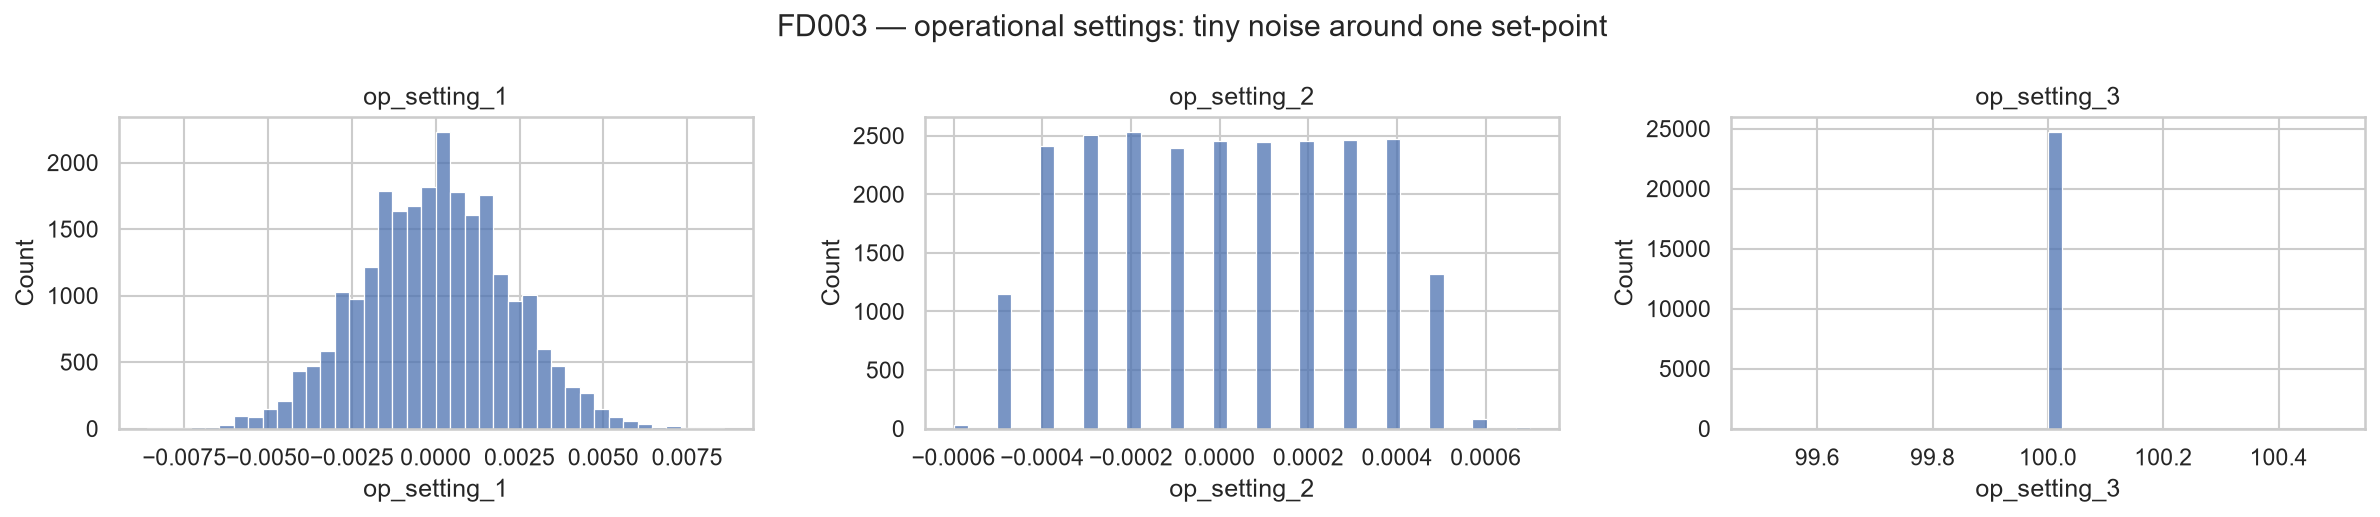 FD003 — operational settings: tiny noise around one set-point
op_setting_1
Count
2000
1500
1000
500
0
−0.0075 −0.0050 −0.0025 0.0000 0.0025 0.0050 0.0075
op_setting_1
op_setting_2
Count
2500
2000
1500
1000
500
0
−0.0006 −0.0004 −0.0002 0.0000 0.0002 0.0004 0.0006
op_setting_2
op_setting_3
Count
25000
20000
15000
10000
5000
0
99.6 99.8 100.0 100.2 100.4
op_setting_3